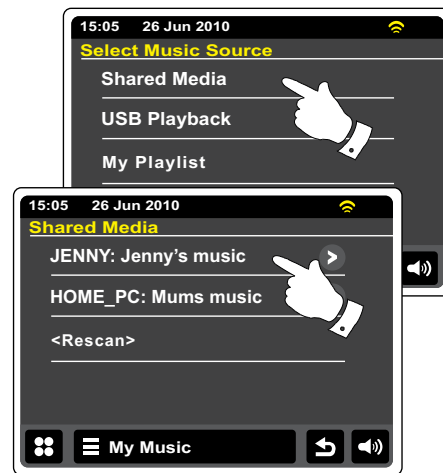 15:05 26 Jun 2010
Select Music Source
Shared Media
USB Playback
My Playlist
15:05 26 Jun 2010
Shared Media
JENNY: Jenny's music
HOME_PC: Mums music
<Rescan>
My Music